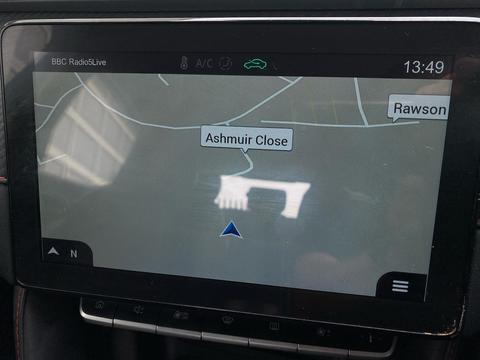 BBC Radio5Live
A/C
13:49
Rawson
Ashmuir Close
N